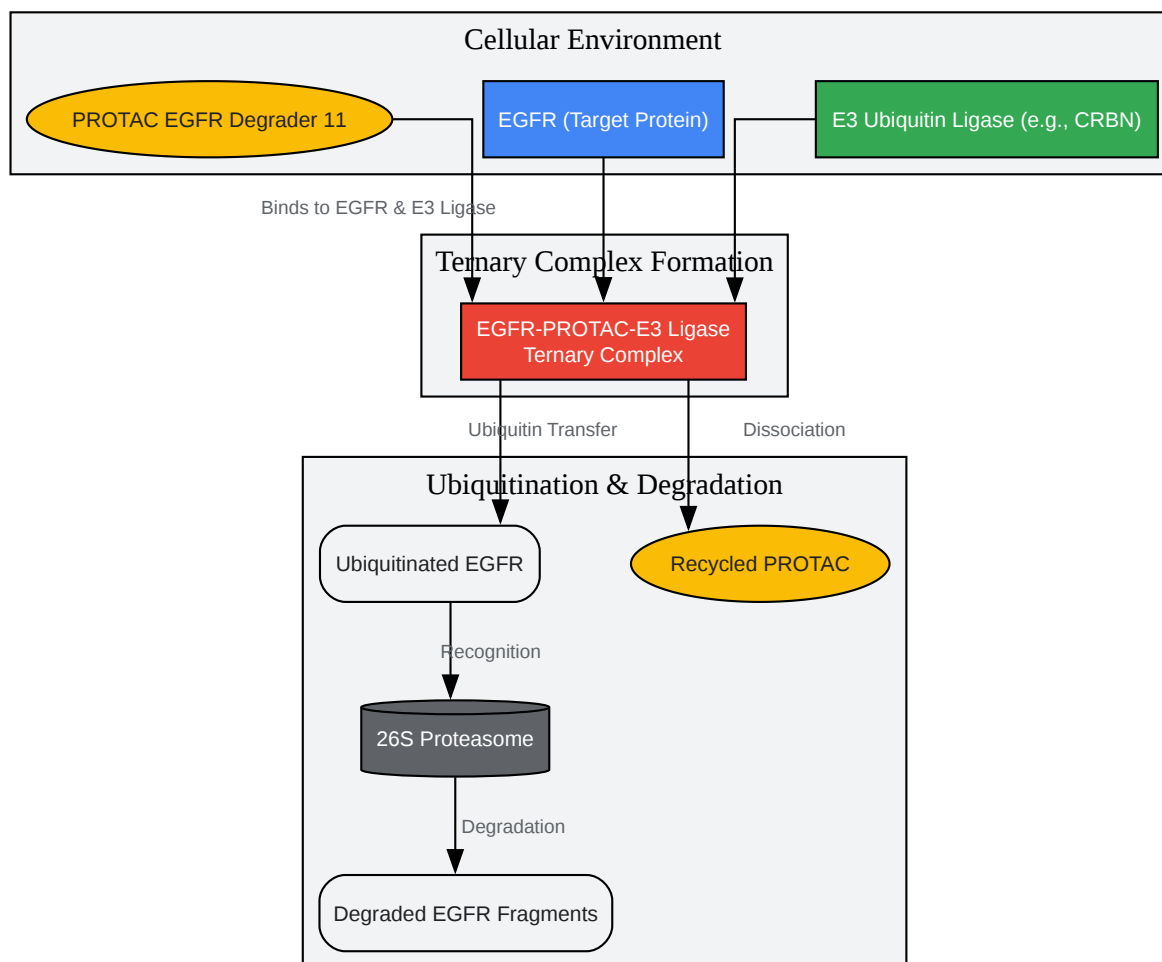 Cellular Environment
PROTAC EGFR Degrader 11
EGFR (Target Protein)
E3 Ubiquitin Ligase (e.g., CRBN)
Binds to EGFR & E3 Ligase
Ternary Complex Formation
EGFR-PROTAC-E3 Ligase
Ternary Complex
Ubiquitin Transfer
Dissociation
Ubiquitination & Degradation
Ubiquitinated EGFR
Recycled PROTAC
Recognition
26S Proteasome
Degradation
Degraded EGFR Fragments